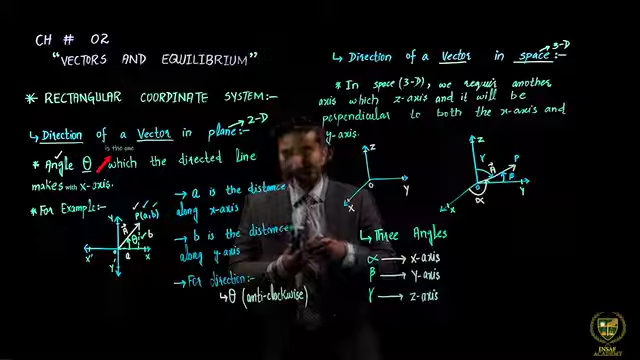 CH # 02
"VECTORS AND EQUILIBRIUM"
* RECTANGULAR COORDINATE SYSTEM:-
↳ Direction of a Vector in plane:- → 2-D
is the one
* Angle θ which the directed line
makes with x-axis.
* For Example:-
y
P(a,b)
A
θ
b
x'
o
a
x
y'
→ a is the distance
along x-axis
→ b is the distance
along y-axis
→ For direction:-
↳ θ (anti-clockwise)
↳ Direction of a Vector in space:- → 3-D
* In space (3-D), we require another
axis which z-axis and it will be
perpendicular to both the x-axis and
y-axis.
z
o
y
x
z
γ
P
A
β
o
y
α
x
↳ Three Angles
α → x-axis
β → y-axis
γ → z-axis
INSAF
ACADEMY